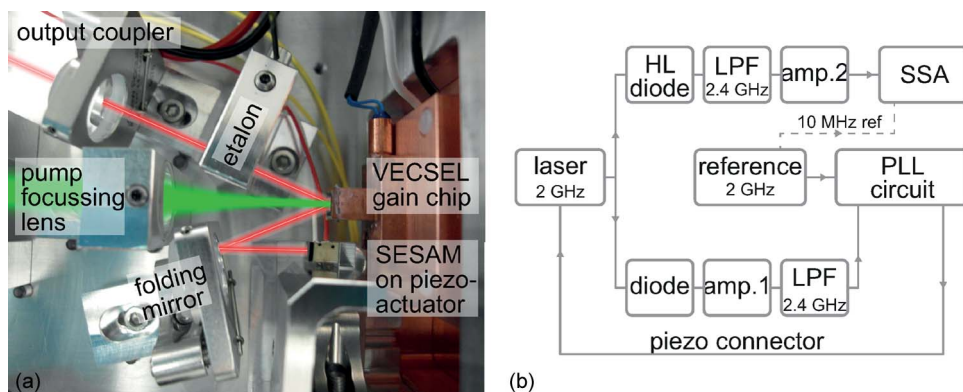 output coupler
etalon
pump
focussing
lens
VECSEL
gain chip
folding
mirror
SESAM
on piezo-
actuator
(a)
HL
diode
LPF
2.4 GHz
amp.2
SSA
10 MHz ref
laser
2 GHz
reference
2 GHz
PLL
circuit
diode
amp.1
LPF
2.4 GHz
piezo connector
(b)